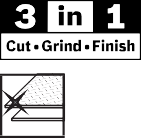 3 in 1
Cut • Grind • Finish